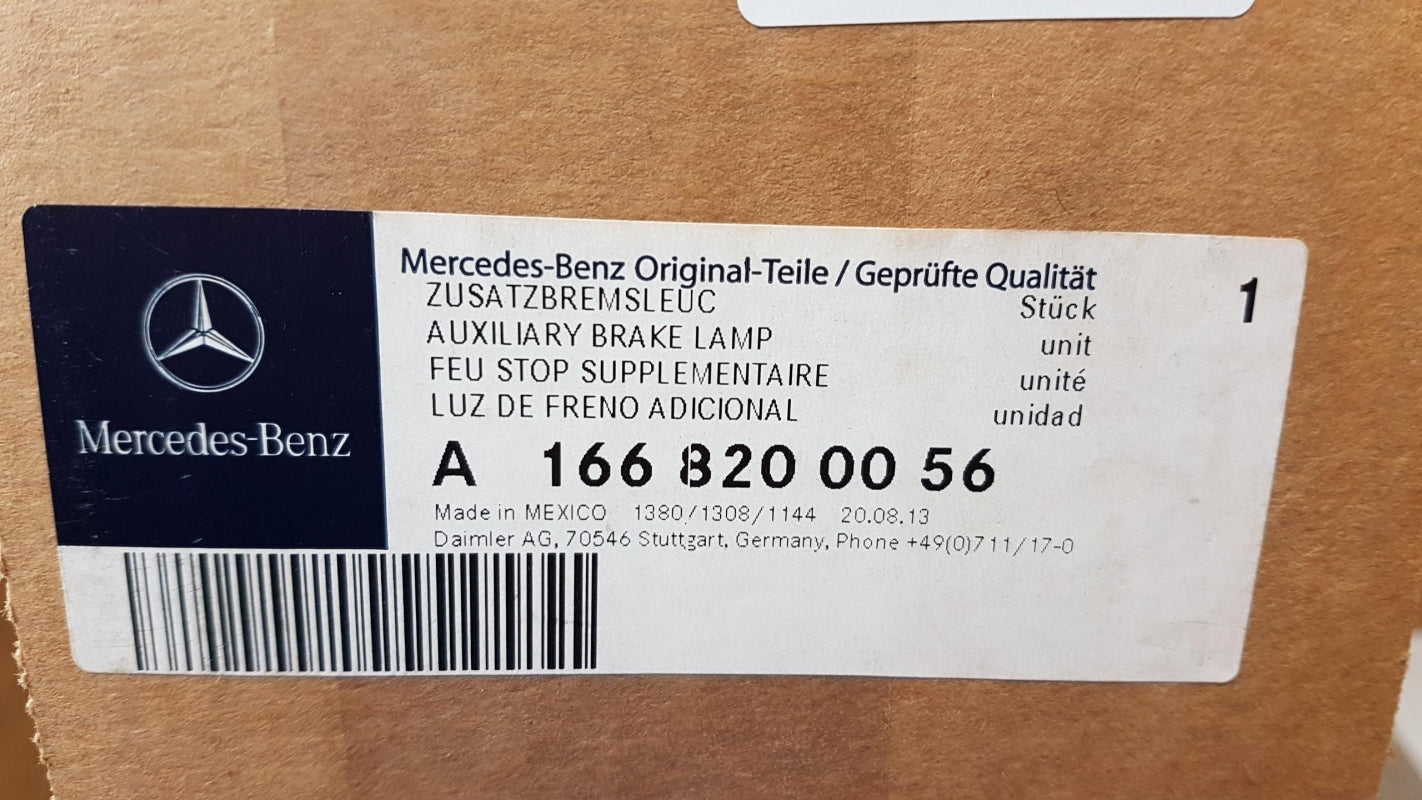 Mercedes-Benz
Mercedes-Benz Original-Teile / Geprüfte Qualität
ZUSATZBREMSLEUC Stück 1
AUXILIARY BRAKE LAMP unit
FEU STOP SUPPLEMENTAIRE unité
LUZ DE FRENO ADICIONAL unidad
A 166 820 00 56
Made in MEXICO 1380/1308/1144 20.08.13
Daimler AG, 70546 Stuttgart, Germany, Phone +49(0)711/17-0